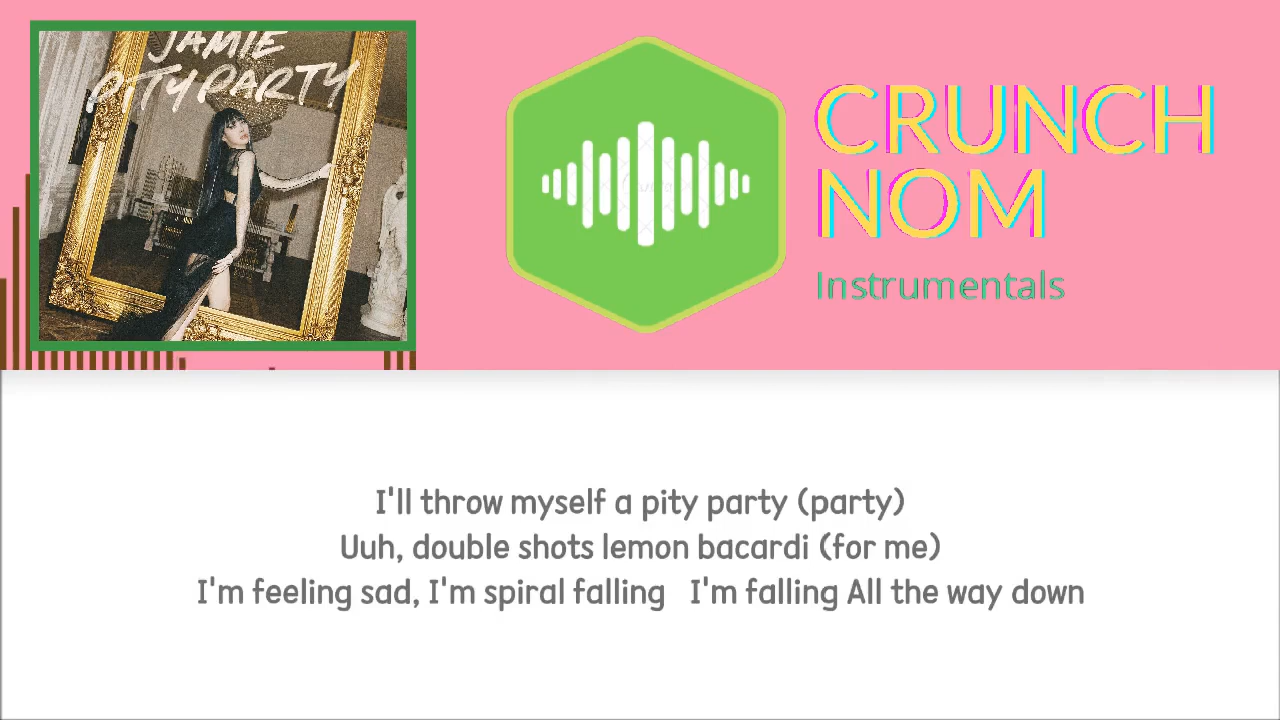 JAMIE
PITY PARTY
CRUNCH
NOM
Instrumentals
I'll throw myself a pity party (party)
Uuh, double shots lemon bacardi (for me)
I'm feeling sad, I'm spiral falling I'm falling All the way down